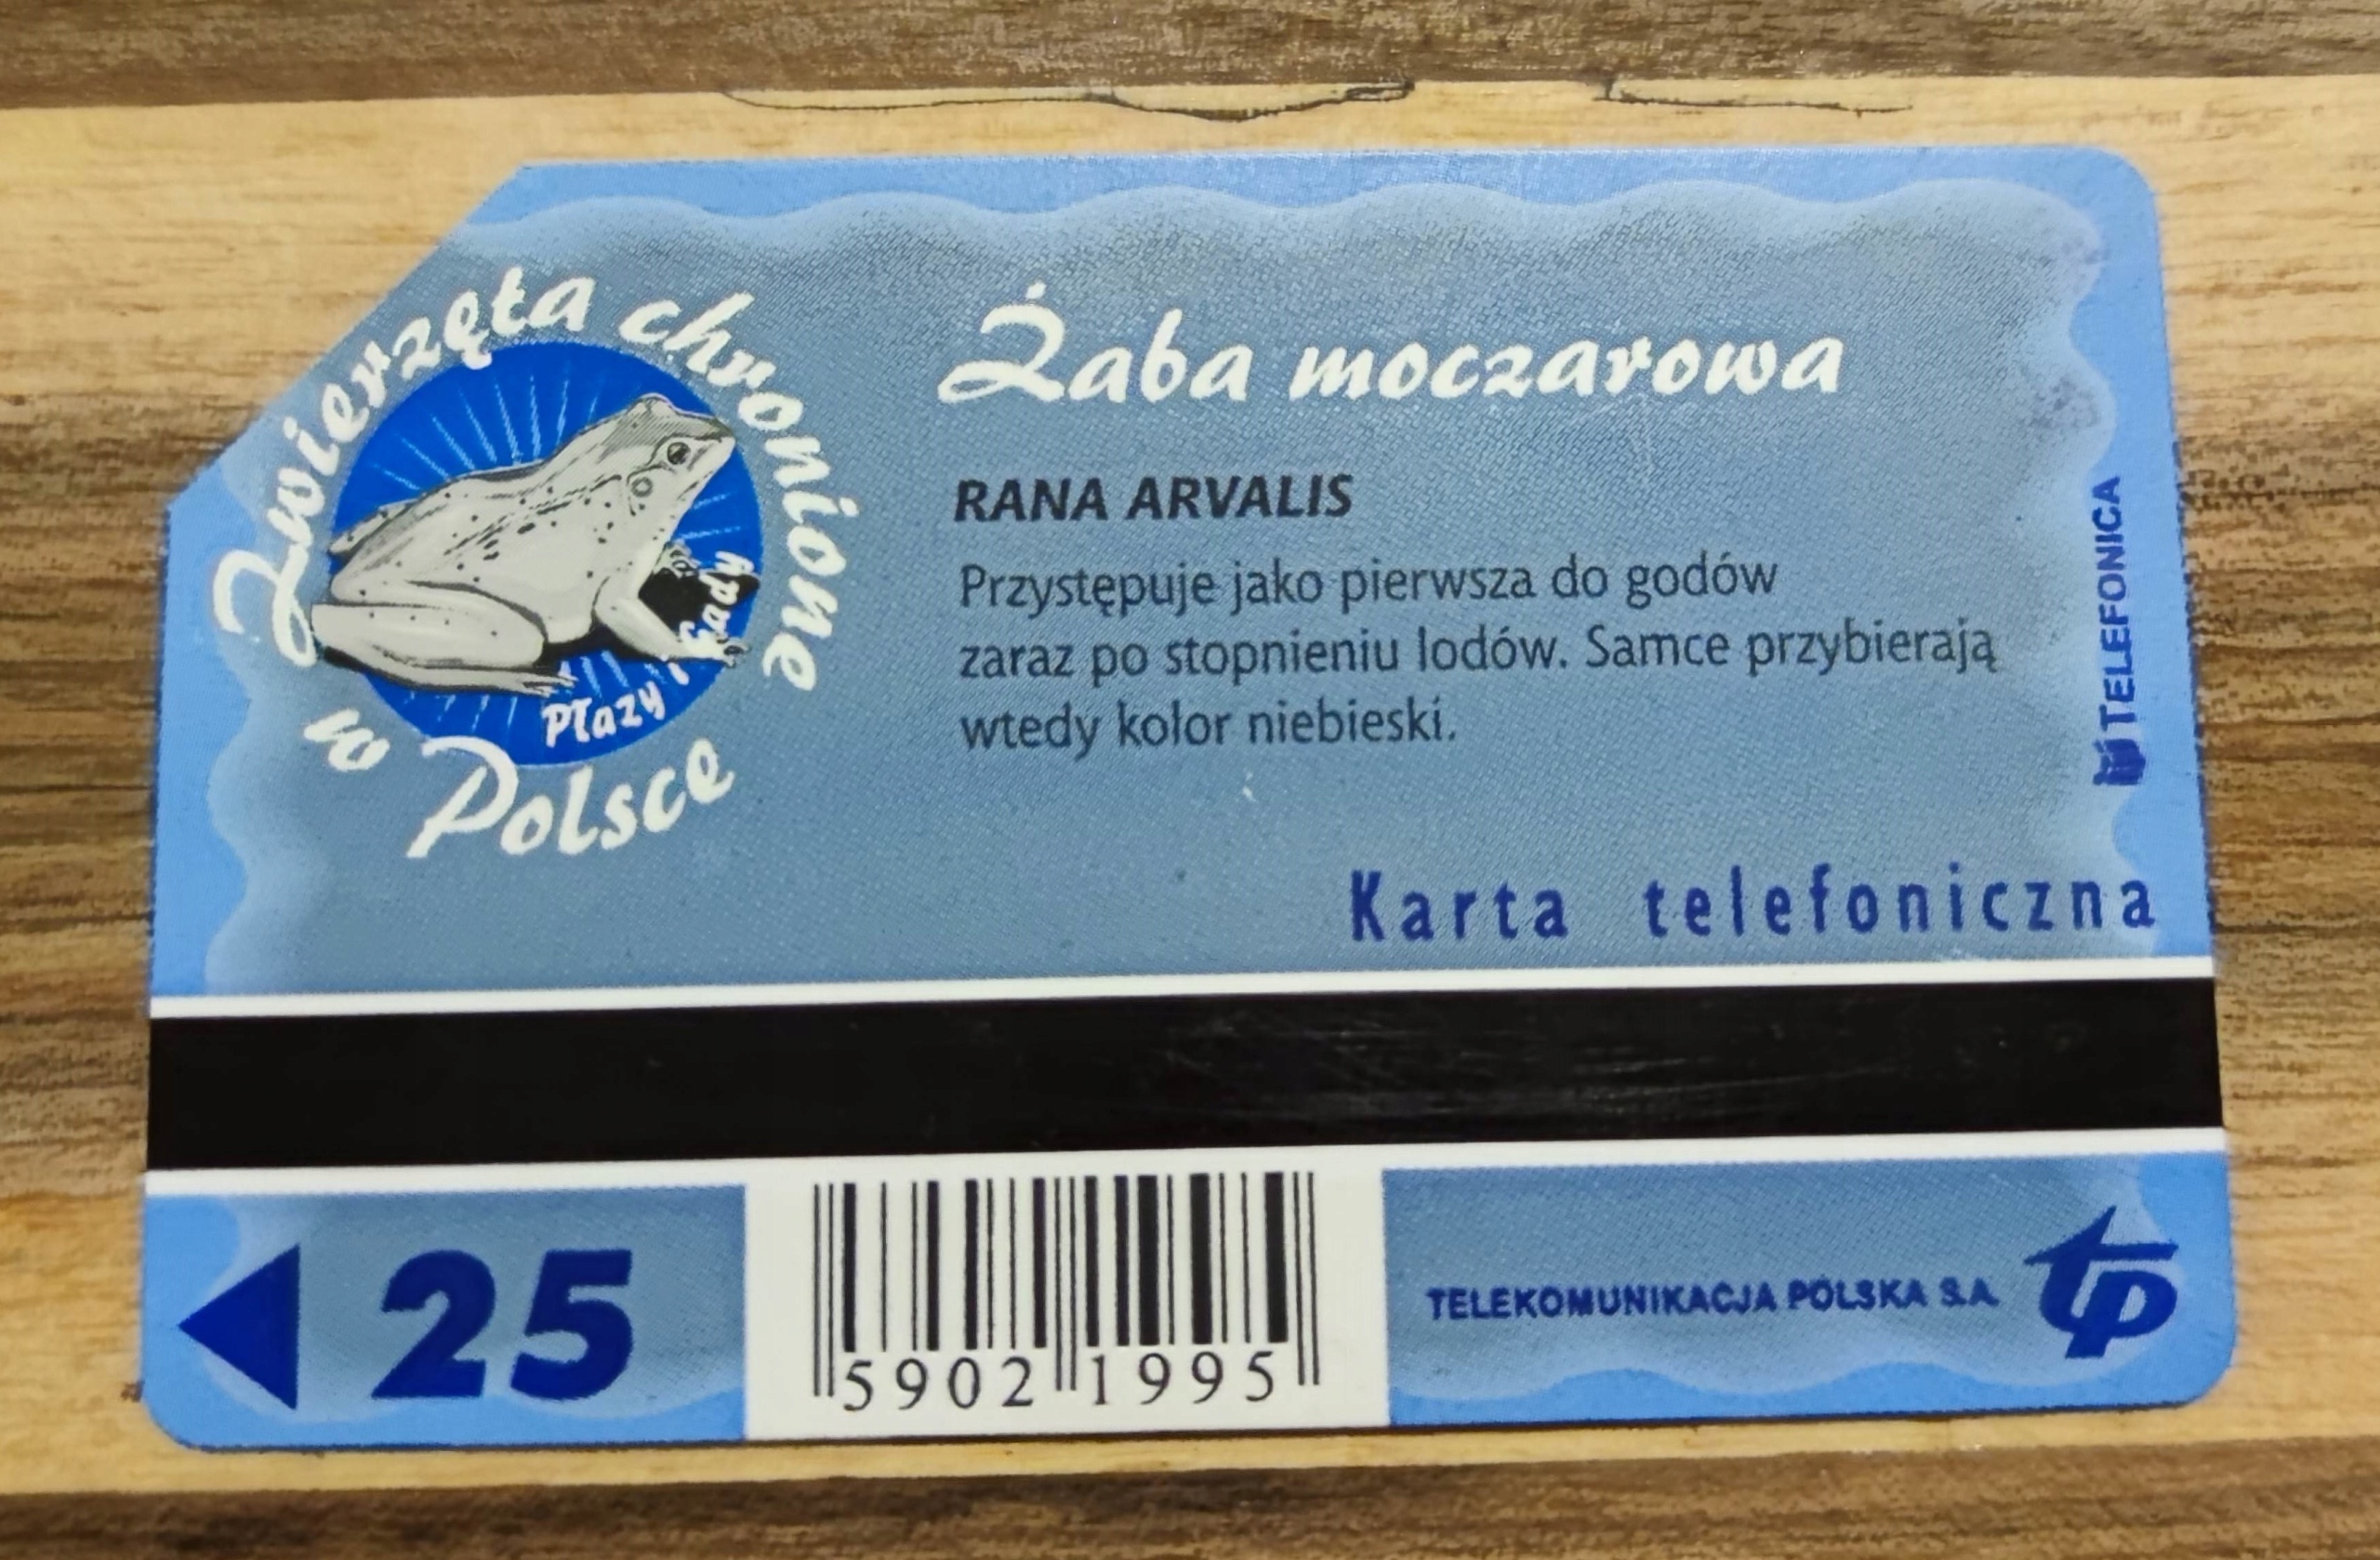 Zwierzęta chronione
w Polsce
Płazy i Gady
Żaba moczarowa
RANA ARVALIS
Przystępuje jako pierwsza do godów
zaraz po stopnieniu lodów. Samce przybierają
wtedy kolor niebieski.
TELEFONICA
Karta telefoniczna
25
5902 1995
TELEKOMUNIKACJA POLSKA S.A.
tp